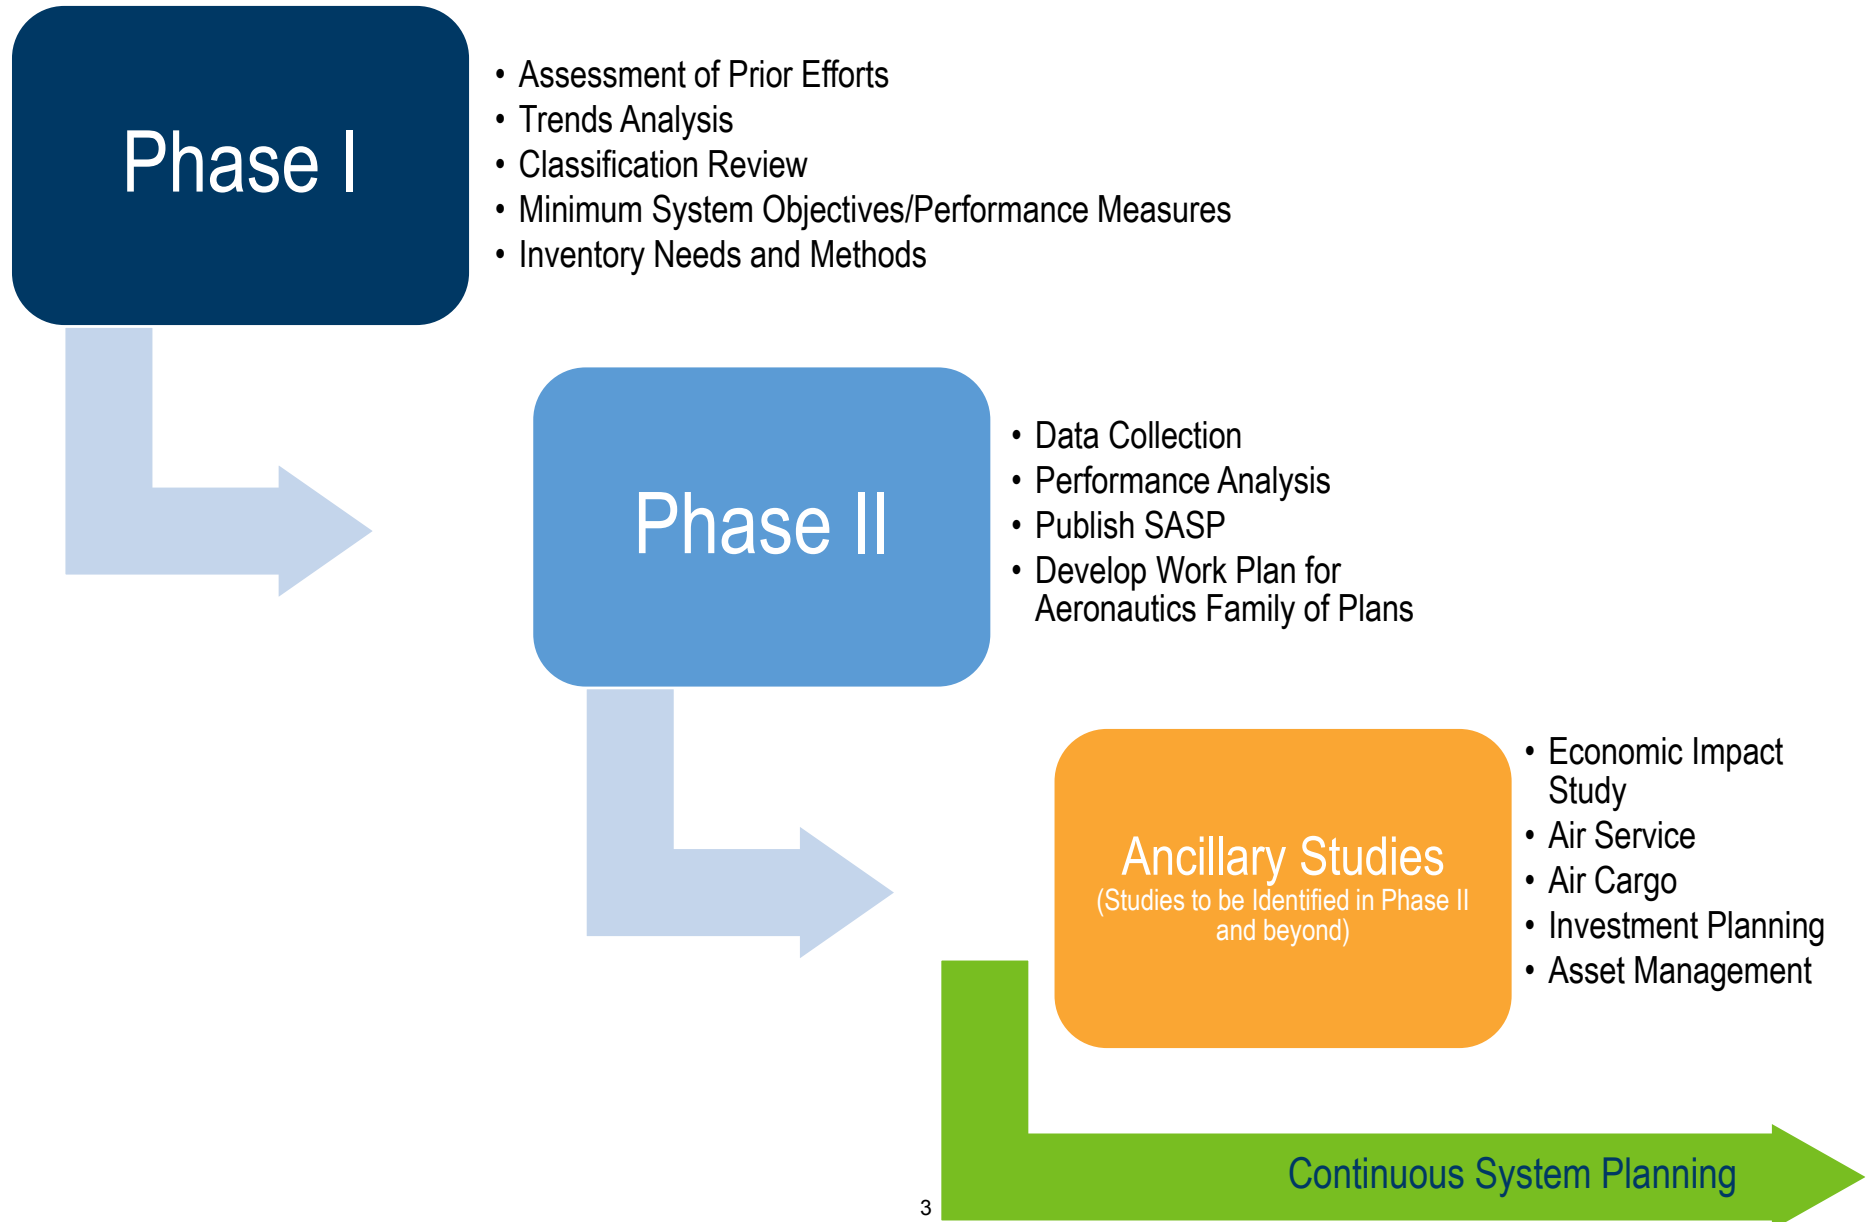 Phase I
• Assessment of Prior Efforts
• Trends Analysis
• Classification Review
• Minimum System Objectives/Performance Measures
• Inventory Needs and Methods
Phase II
• Data Collection
• Performance Analysis
• Publish SASP
• Develop Work Plan for
Aeronautics Family of Plans
Ancillary Studies
(Studies to be Identified in Phase II
and beyond)
• Economic Impact
Study
• Air Service
• Air Cargo
• Investment Planning
• Asset Management
Continuous System Planning
3